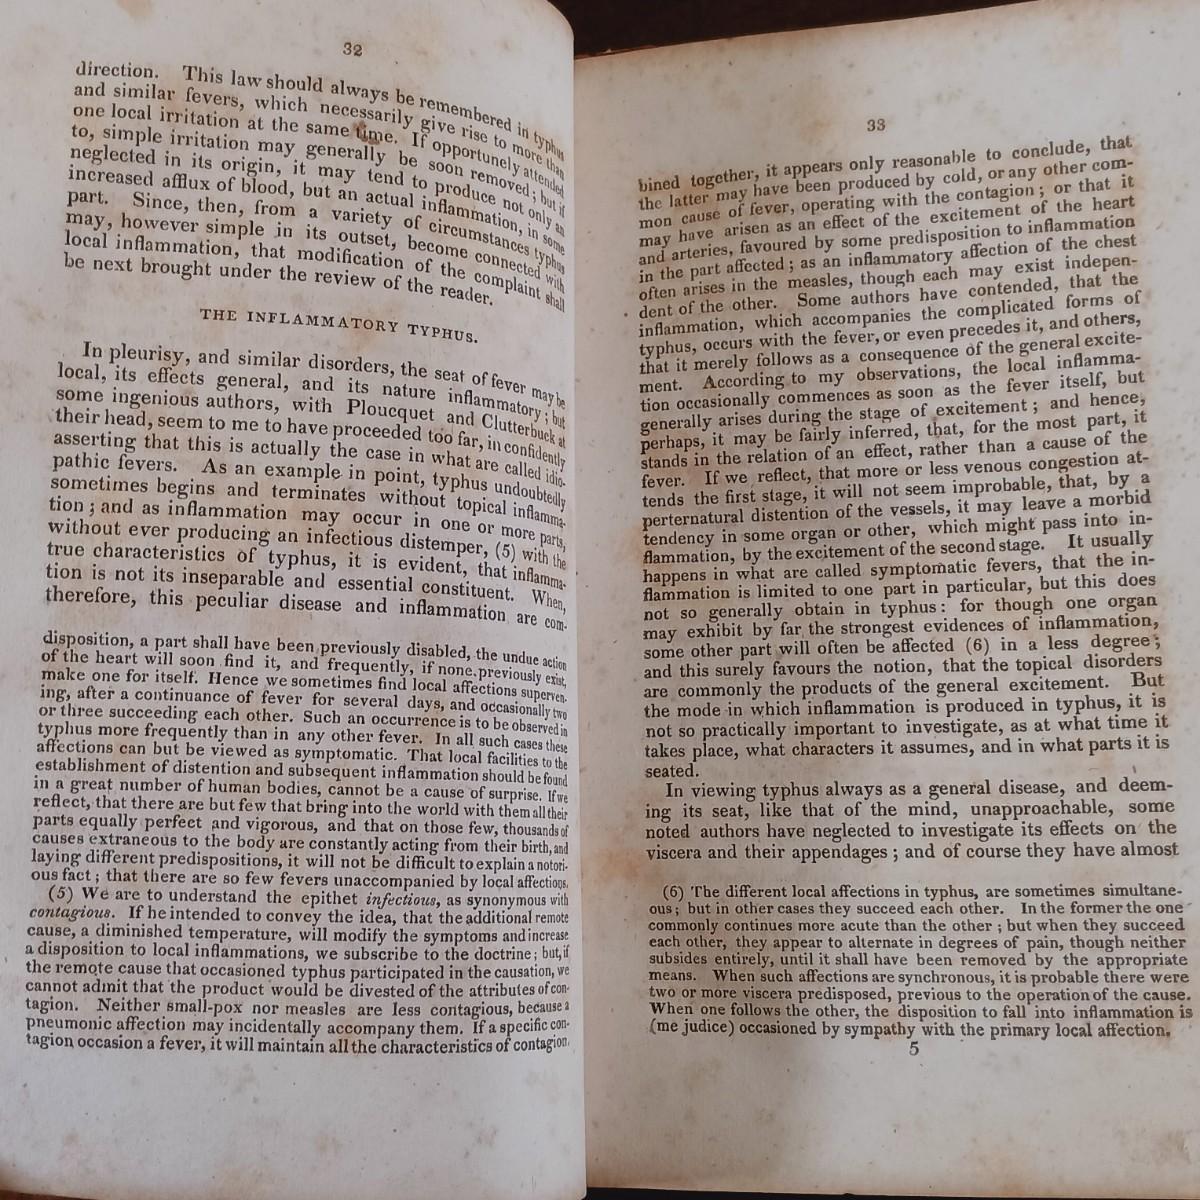 32
direction. This law should always be remembered in typhus
and similar fevers, which necessarily give rise to more than
one local irritation at the same time. If opportunely attended
to, simple irritation may generally be soon removed; but if
neglected in its origin, it may tend to produce not only an
increased afflux of blood, but an actual inflammation, in some
part. Since, then, from a variety of circumstances typhus
may, however simple in its outset, become connected with
local inflammation, that modification of the complaint shall
be next brought under the review of the reader.
THE INFLAMMATORY TYPHUS.
In pleurisy, and similar disorders, the seat of fever may be
local, its effects general, and its nature inflammatory; but
some ingenious authors, with Ploucquet and Clutterbuck at
their head, seem to me to have proceeded too far, in confidently
asserting that this is actually the case in what are called idio-
pathic fevers. As an example in point, typhus undoubtedly
sometimes begins and terminates without topical inflamma-
tion; and as inflammation may occur in one or more parts,
without ever producing an infectious distemper, (5) with the
true characteristics of typhus, it is evident, that inflamma-
tion is not its inseparable and essential constituent. When,
therefore, this peculiar disease and inflammation are com-
disposition, a part shall have been previously disabled, the undue action
of the heart will soon find it, and frequently, if none previously exist,
make one for itself. Hence we sometimes find local affections superven-
ing, after a continuance of fever for several days, and occasionally two
or three succeeding each other. Such an occurrence is to be observed in
typhus more frequently than in any other fever. In all such cases these
affections can but be viewed as symptomatic. That local facilities to the
establishment of distention and subsequent inflammation should be found
in a great number of human bodies, cannot be a cause of surprise. If we
reflect, that there are but few that bring into the world with them all their
parts equally perfect and vigorous, and that on those few, thousands of
causes extraneous to the body are constantly acting from their birth, and
laying different predispositions, it will not be difficult to explain a notori-
ous fact; that there are so few fevers unaccompanied by local affections.
(5) We are to understand the epithet infectious, as synonymous with
contagious. If he intended to convey the idea, that the additional remote
cause, a diminished temperature, will modify the symptoms and increase
a disposition to local inflammations, we subscribe to the doctrine; but, if
the remote cause that occasioned typhus participated in the causation, we
cannot admit that the product would be divested of the attributes of con-
tagion. Neither small-pox nor measles are less contagious, because a
pneumonic affection may incidentally accompany them. If a specific con-
tagion occasion a fever, it will maintain all the characteristics of contagion.
33
bined together, it appears only reasonable to conclude, that
the latter may have been produced by cold, or any other com-
mon cause of fever, operating with the contagion; or that it
may have arisen as an effect of the excitement of the heart
and arteries, favoured by some predisposition to inflammation
in the part affected; as an inflammatory affection of the chest
often arises in the measles, though each may exist indepen-
dent of the other. Some authors have contended, that the
inflammation, which accompanies the complicated forms of
typhus, occurs with the fever, or even precedes it, and others,
that it merely follows as a consequence of the general excite-
ment. According to my observations, the local inflamma-
tion occasionally commences as soon as the fever itself, but
generally arises during the stage of excitement; and hence,
perhaps, it may be fairly inferred, that, for the most part, it
stands in the relation of an effect, rather than a cause of the
fever. If we reflect, that more or less venous congestion at-
tends the first stage, it will not seem improbable, that, by a
perternatural distention of the vessels, it may leave a morbid
tendency in some organ or other, which might pass into in-
flammation, by the excitement of the second stage. It usually
happens in what are called symptomatic fevers, that the in-
flammation is limited to one part in particular, but this does
not so generally obtain in typhus: for though one organ
may exhibit by far the strongest evidences of inflammation,
some other part will often be affected (6) in a less degree;
and this surely favours the notion, that the topical disorders
are commonly the products of the general excitement. But
the mode in which inflammation is produced in typhus, it is
not so practically important to investigate, as at what time it
takes place, what characters it assumes, and in what parts it is
seated.
In viewing typhus always as a general disease, and deem-
ing its seat, like that of the mind, unapproachable, some
noted authors have neglected to investigate its effects on the
viscera and their appendages; and of course they have almost
(6) The different local affections in typhus, are sometimes simultane-
ous; but in other cases they succeed each other. In the former the one
commonly continues more acute than the other; but when they succeed
each other, they appear to alternate in degrees of pain, though neither
subsides entirely, until it shall have been removed by the appropriate
means. When such affections are synchronous, it is probable there were
two or more viscera predisposed, previous to the operation of the cause.
When one follows the other, the disposition to fall into inflammation is
(me judice) occasioned by sympathy with the primary local affection.
5